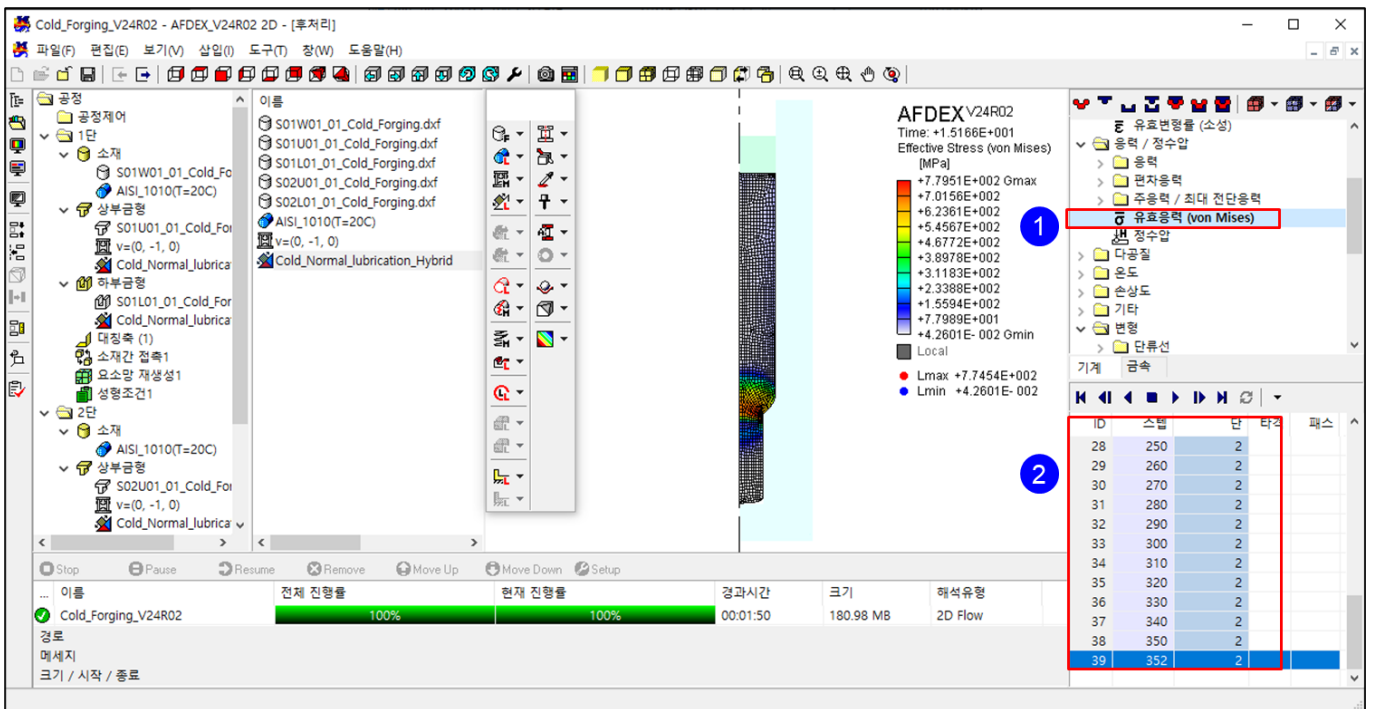 Cold_Forging_V24R02 - AFDEX_V24R02 2D - [후처리]
파일(F) 편집(E) 보기(V) 삽입(I) 도구(T) 창(W) 도움말(H)
공정
공정제어
1단
소재
S01W01_01_Cold_Fo
AISI_1010(T=20C)
상부금형
S01U01_01_Cold_For
v=(0, -1, 0)
Cold_Normal_lubrica
하부금형
S01L01_01_Cold_For
Cold_Normal_lubrica
대칭축 (1)
소재간 접촉1
요소망 재생성1
성형조건1
2단
소재
AISI_1010(T=20C)
상부금형
S02U01_01_Cold_For
v=(0, -1, 0)
Cold_Normal_lubrica
이름
S01W01_01_Cold_Forging.dxf
S01U01_01_Cold_Forging.dxf
S01L01_01_Cold_Forging.dxf
S02U01_01_Cold_Forging.dxf
S02L01_01_Cold_Forging.dxf
AISI_1010(T=20C)
v=(0, -1, 0)
Cold_Normal_lubrication_Hybrid
AFDEX V24R02
Time: +1.5166E+001
Effective Stress (von Mises)
[MPa]
+7.7951E+002 Gmax
+7.0156E+002
+6.2361E+002
+5.4567E+002
+4.6772E+002
+3.8978E+002
+3.1183E+002
+2.3388E+002
+1.5594E+002
+7.7989E+001
+4.2601E- 002 Gmin
Local
Lmax +7.7454E+002
Lmin +4.2601E- 002
유효변형률 (소성)
응력 / 정수압
응력
편차응력
주응력 / 최대 전단응력
1
유효응력 (von Mises)
정수압
다공질
온도
손상도
기타
변형
단류선
기계 금속
2
ID 스텝 단 타격 패스
28 250 2
29 260 2
30 270 2
31 280 2
32 290 2
33 300 2
34 310 2
35 320 2
36 330 2
37 340 2
38 350 2
39 352 2
Stop Pause Resume Remove Move Up Move Down Setup
... 이름 전체 진행률 현재 진행률 경과시간 크기 해석유형
Cold_Forging_V24R02 100% 100% 00:01:50 180.98 MB 2D Flow
경로
메세지
크기 / 시작 / 종료